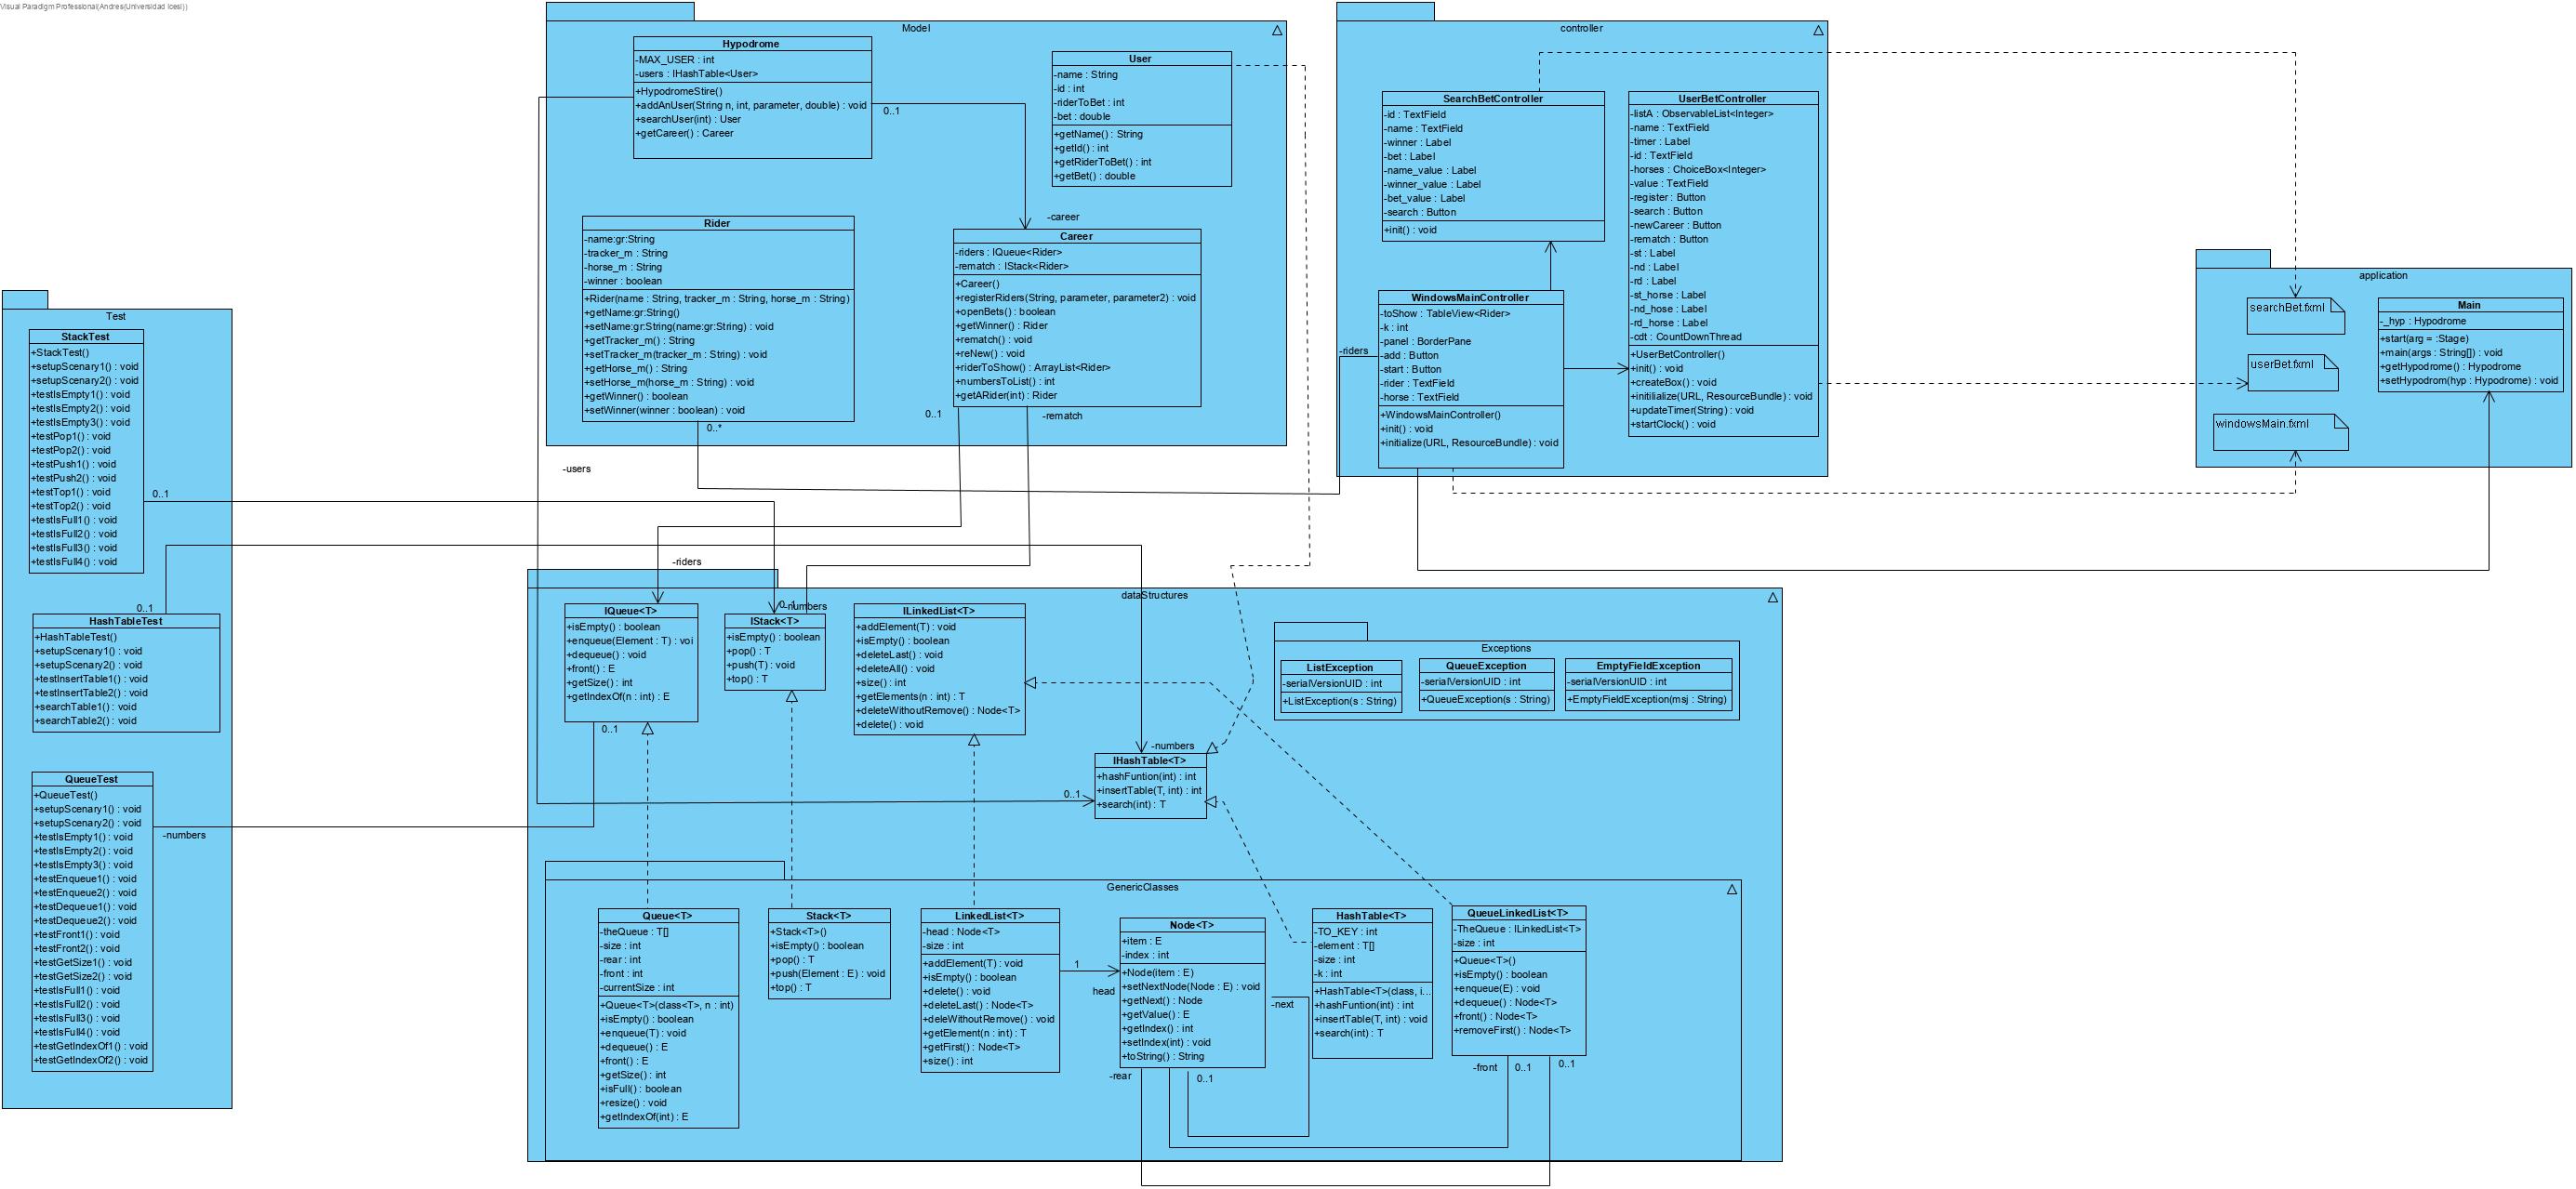 Visual Paradigm Professional(Andres(Universidad Icesi))
Model
Hypodrome
-MAX_USER : int
-users : IHashTable<User>
+HypodromeStire()
+addAnUser(String n, int, parameter, double) : void
+searchUser(int) : User
+getCareer() : Career
0..1
User
-name : String
-id : int
-riderToBet : int
-bet : double
+getName() : String
+getId() : int
+getRiderToBet() : int
+getBet() : double
Rider
-name:gr:String
-tracker_m : String
-horse_m : String
-winner : boolean
+Rider(name : String, tracker_m : String, horse_m : String)
+getName:gr:String()
+setName:gr:String(name:gr:String) : void
+getTracker_m() : String
+setTracker_m(tracker_m : String) : void
+getHorse_m() : String
+setHorse_m(horse_m : String) : void
+getWinner() : boolean
+setWinner(winner : boolean) : void
0..*
-career
Career
-riders : IQueue<Rider>
-rematch : IStack<Rider>
+Career()
+registerRiders(String, parameter, parameter2) : void
+openBets() : boolean
+getWinner() : Rider
+rematch() : void
+reNew() : void
+riderToShow() : ArrayList<Rider>
+numbersToList() : int
+getARider(int) : Rider
0..1
-rematch
-users
-riders
controller
SearchBetController
-id : TextField
-name : TextField
-winner : Label
-bet : Label
-name_value : Label
-winner_value : Label
-bet_value : Label
-search : Button
+init() : void
UserBetController
-listA : ObservableList<Integer>
-name : TextField
-timer : Label
-id : TextField
-horses : ChoiceBox<Integer>
-value : TextField
-register : Button
-search : Button
-newCareer : Button
-rematch : Button
-st : Label
-nd : Label
-rd : Label
-st_horse : Label
-nd_hose : Label
-rd_horse : Label
-cdt : CountDownThread
+UserBetController()
+init() : void
+createBox() : void
+initilialize(URL, ResourceBundle) : void
+updateTimer(String) : void
+startClock() : void
WindowsMainController
-toShow : TableView<Rider>
-k : int
-panel : BorderPane
-add : Button
-start : Button
-rider : TextField
-horse : TextField
+WindowsMainController()
+init() : void
+initialize(URL, ResourceBundle) : void
-riders
application
searchBet.fxml
userBet.fxml
windowsMain.fxml
Main
-_hyp : Hypodrome
+start(arg = :Stage)
+main(args : String[]) : void
+getHypodrome() : Hypodrome
+setHypodrom(hyp : Hypodrome) : void
Test
StackTest
+StackTest()
+setupScenary1() : void
+setupScenary2() : void
+testIsEmpty1() : void
+testIsEmpty2() : void
+testIsEmpty3() : void
+testPop1() : void
+testPop2() : void
+testPush1() : void
+testPush2() : void
+testTop1() : void
+testTop2() : void
+testIsFull1() : void
+testIsFull2() : void
+testIsFull3() : void
+testIsFull4() : void
0..1
0..1
HashTableTest
+HashTableTest()
+setupScenary1() : void
+setupScenary2() : void
+testInsertTable1() : void
+testInsertTable2() : void
+searchTable1() : void
+searchTable2() : void
QueueTest
+QueueTest()
+setupScenary1() : void
+setupScenary2() : void
+testIsEmpty1() : void
+testIsEmpty2() : void
+testIsEmpty3() : void
+testEnqueue1() : void
+testEnqueue2() : void
+testDequeue1() : void
+testDequeue2() : void
+testFront1() : void
+testFront2() : void
+testGetSize1() : void
+testGetSize2() : void
+testIsFull1() : void
+testIsFull2() : void
+testIsFull3() : void
+testIsFull4() : void
+testGetIndexOf1() : void
+testGetIndexOf2() : void
-numbers
dataStructures
IQueue<T>
+isEmpty() : boolean
+enqueue(Element : T) : voi
+dequeue() : void
+front() : E
+getSize() : int
+getIndexOf(n : int) : E
0..1
0..1
-numbers
IStack<T>
+isEmpty() : boolean
+pop() : T
+push(T) : void
+top() : T
ILinkedList<T>
+addElement(T) : void
+isEmpty() : boolean
+deleteLast() : void
+deleteAll() : void
+size() : int
+getElements(n : int) : T
+deleteWithoutRemove() : Node<T>
+delete() : void
Exceptions
ListException
-serialVersionUID : int
+ListException(s : String)
QueueException
-serialVersionUID : int
+QueueException(s : String)
EmptyFieldException
-serialVersionUID : int
+EmptyFieldException(msj : String)
-numbers
IHashTable<T>
+hashFuntion(int) : int
+insertTable(T, int) : int
+search(int) : T
0..1
GenericClasses
Queue<T>
-theQueue : T[]
-size : int
-rear : int
-front : int
-currentSize : int
+Queue<T>(class<T>, n : int)
+isEmpty() : boolean
+enqueue(T) : void
+dequeue() : E
+front() : E
+getSize() : int
+isFull() : boolean
+resize() : void
+getIndexOf(int) : E
Stack<T>
+Stack<T>()
+isEmpty() : boolean
+pop() : T
+push(Element : E) : void
+top() : T
LinkedList<T>
-head : Node<T>
-size : int
+addElement(T) : void
+isEmpty() : boolean
+delete() : void
+deleteLast() : Node<T>
+deleWithoutRemove() : void
+getElement(n : int) : T
+getFirst() : Node<T>
+size() : int
1
head
Node<T>
+item : E
-index : int
+Node(item : E)
+setNextNode(Node : E) : void
+getNext() : Node
+getValue() : E
+getIndex() : int
+setIndex(int) : void
+toString() : String
-next
-rear
0..1
HashTable<T>
-TO_KEY : int
-element : T[]
-size : int
-k : int
+HashTable<T>(class, i...
+hashFuntion(int) : int
+insertTable(T, int) : void
+search(int) : T
QueueLinkedList<T>
-TheQueue : ILinkedList<T>
-size : int
+Queue<T>()
+isEmpty() : boolean
+enqueue(E) : void
+dequeue() : Node<T>
+front() : Node<T>
+removeFirst() : Node<T>
-front
0..1
0..1